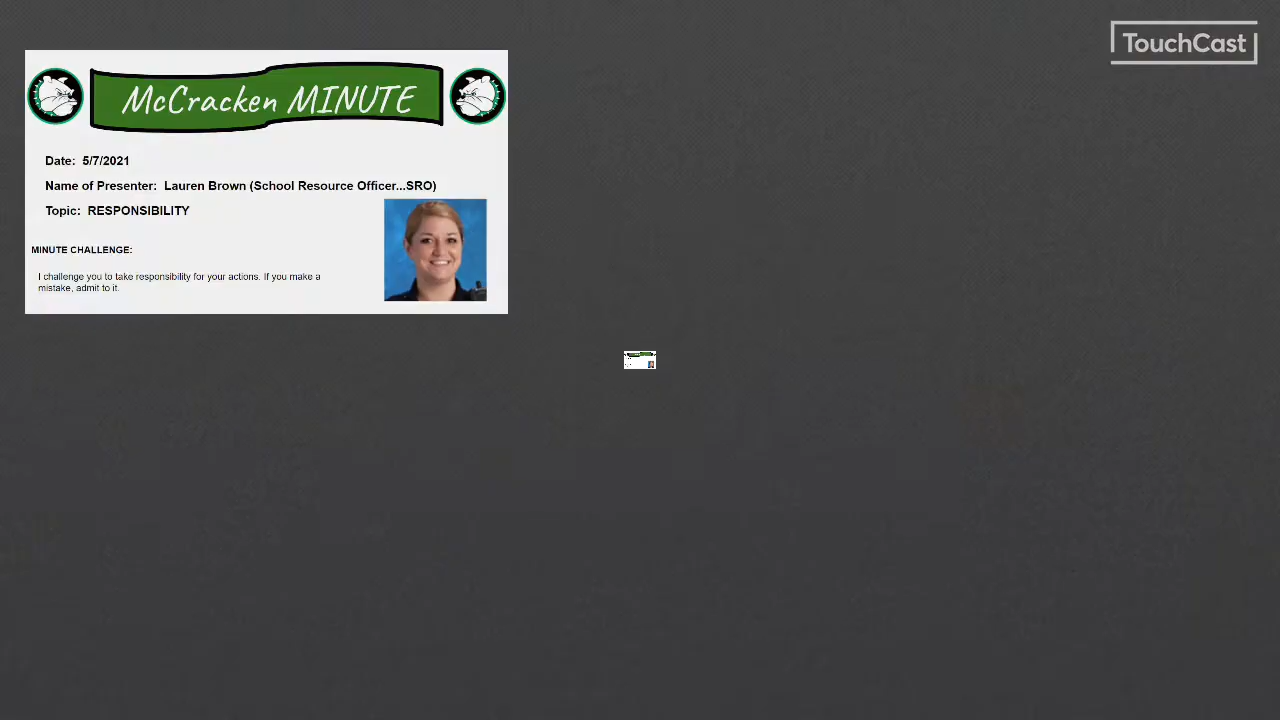 TouchCast
McCracken MINUTE
Date: 5/7/2021
Name of Presenter: Lauren Brown (School Resource Officer...SRO)
Topic: RESPONSIBILITY
MINUTE CHALLENGE:
I challenge you to take responsibility for your actions. If you make a
mistake, admit to it.